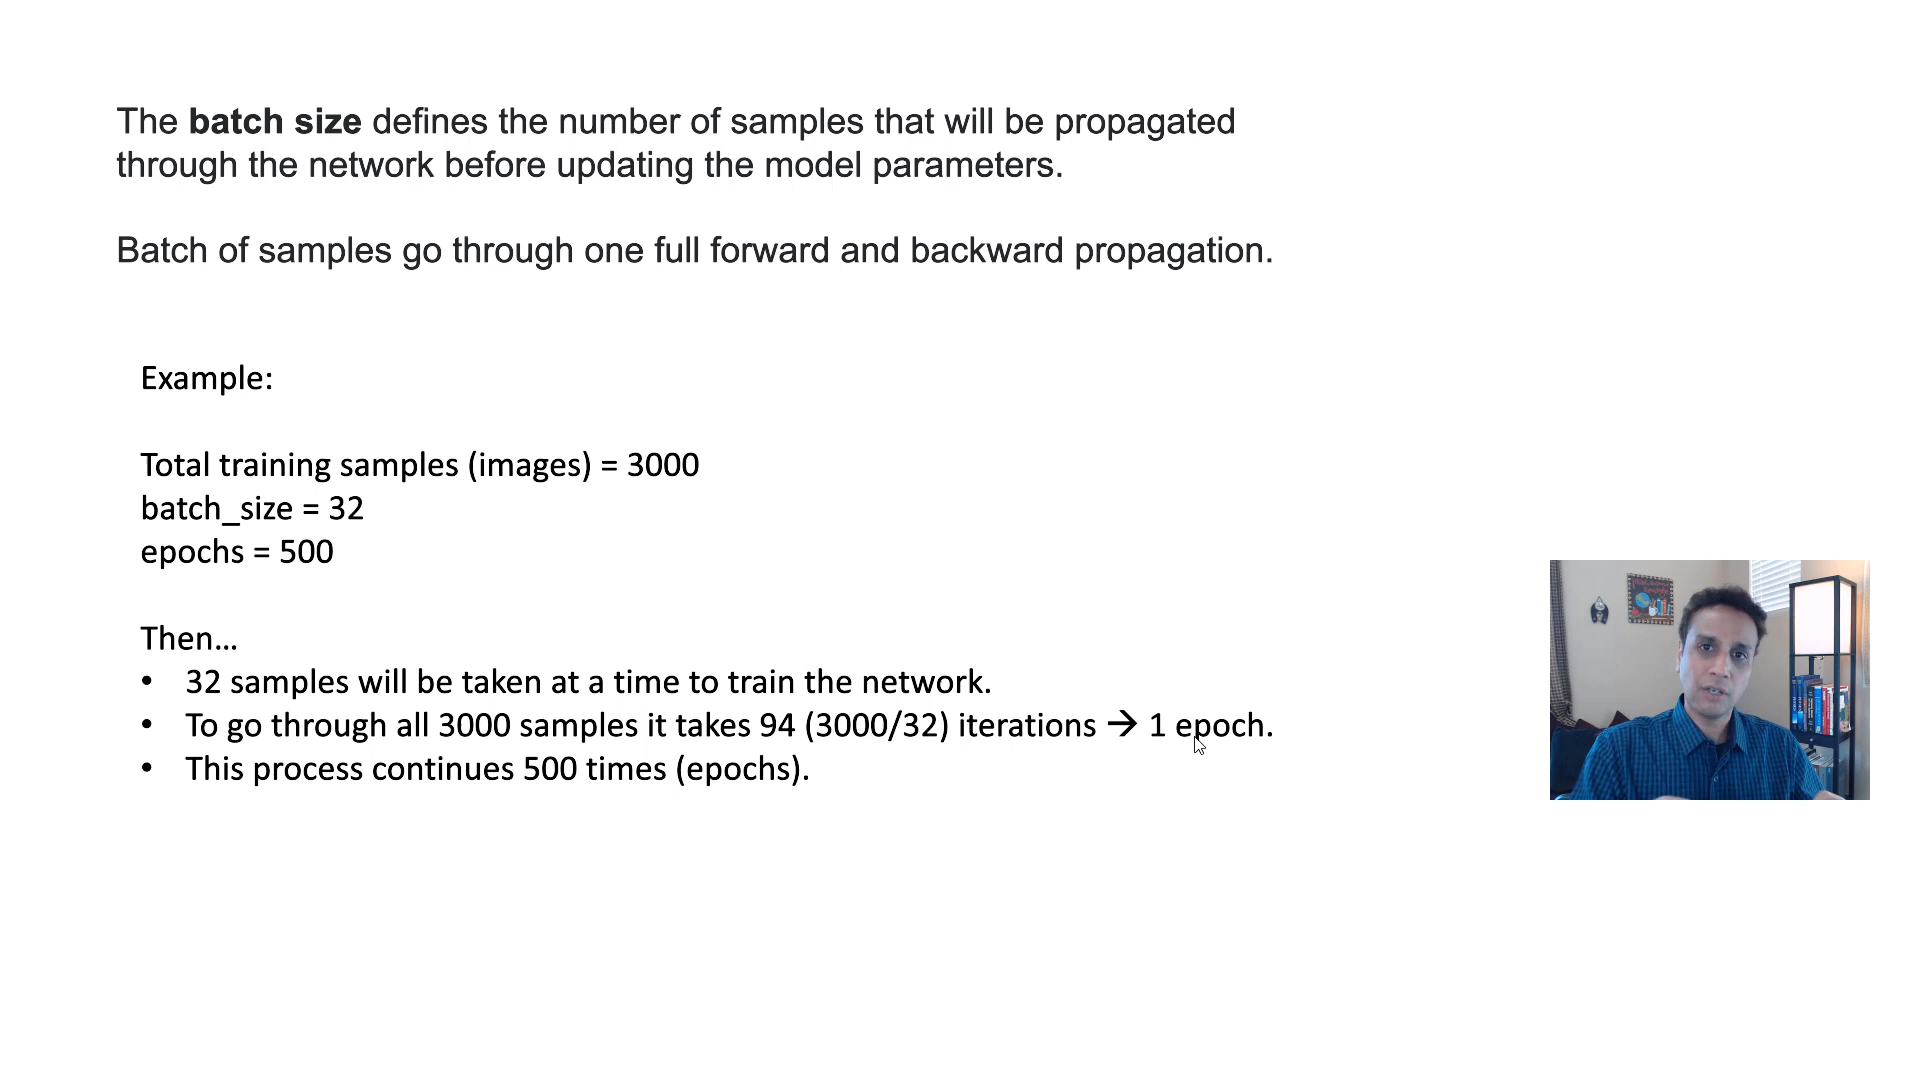 The batch size defines the number of samples that will be propagated
through the network before updating the model parameters.
Batch of samples go through one full forward and backward propagation.
Example:
Total training samples (images) = 3000
batch_size = 32
epochs = 500
Then...
• 32 samples will be taken at a time to train the network.
• To go through all 3000 samples it takes 94 (3000/32) iterations → 1 epoch.
• This process continues 500 times (epochs).